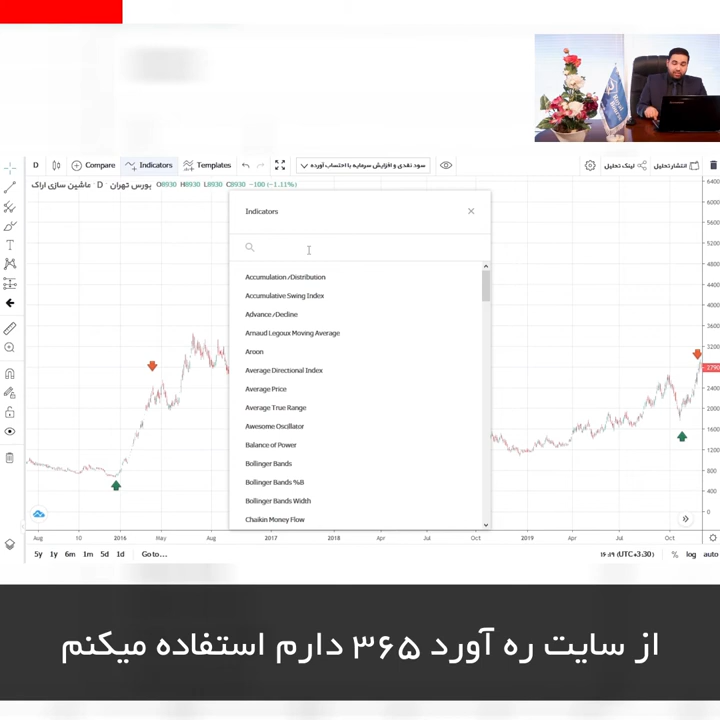 D Compare Indicators Templates سود نقدی و افزایش سرمایه با احتساب آورده لینک تحلیل انتشار تحلیل
ماشین سازی اراک D بورس تهران O8930 H8930 L8930 C8930 −100 (−1.11%)
Indicators
Accumulation/Distribution
Accumulative Swing Index
Advance/Decline
Arnaud Legoux Moving Average
Aroon
Average Directional Index
Average Price
Average True Range
Awesome Oscillator
Balance of Power
Bollinger Bands
Bollinger Bands %B
Bollinger Bands Width
Chaikin Money Flow
6400
6000
5600
5200
4800
4400
4000
3600
3200
2790
2400
2000
1600
1200
800
400
0
Aug 10 2016 May Aug 2017 2018 Apr Jul Oct 2019 Apr Jul Oct
5y 1y 6m 1m 5d 1d Go to... ۱۶:۱۹ (UTC+3:30) % log auto
از سایت ره آورد ۳۶۵ دارم استفاده میکنم